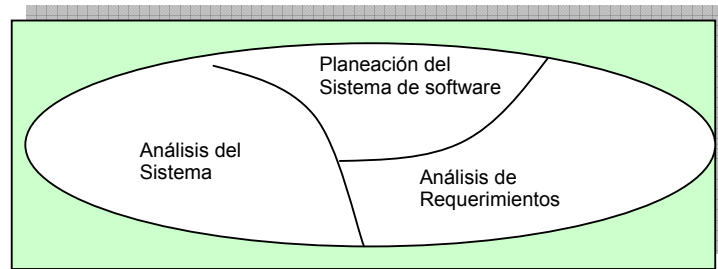 Planeación del
Sistema de software
Análisis del
Sistema
Análisis de
Requerimientos